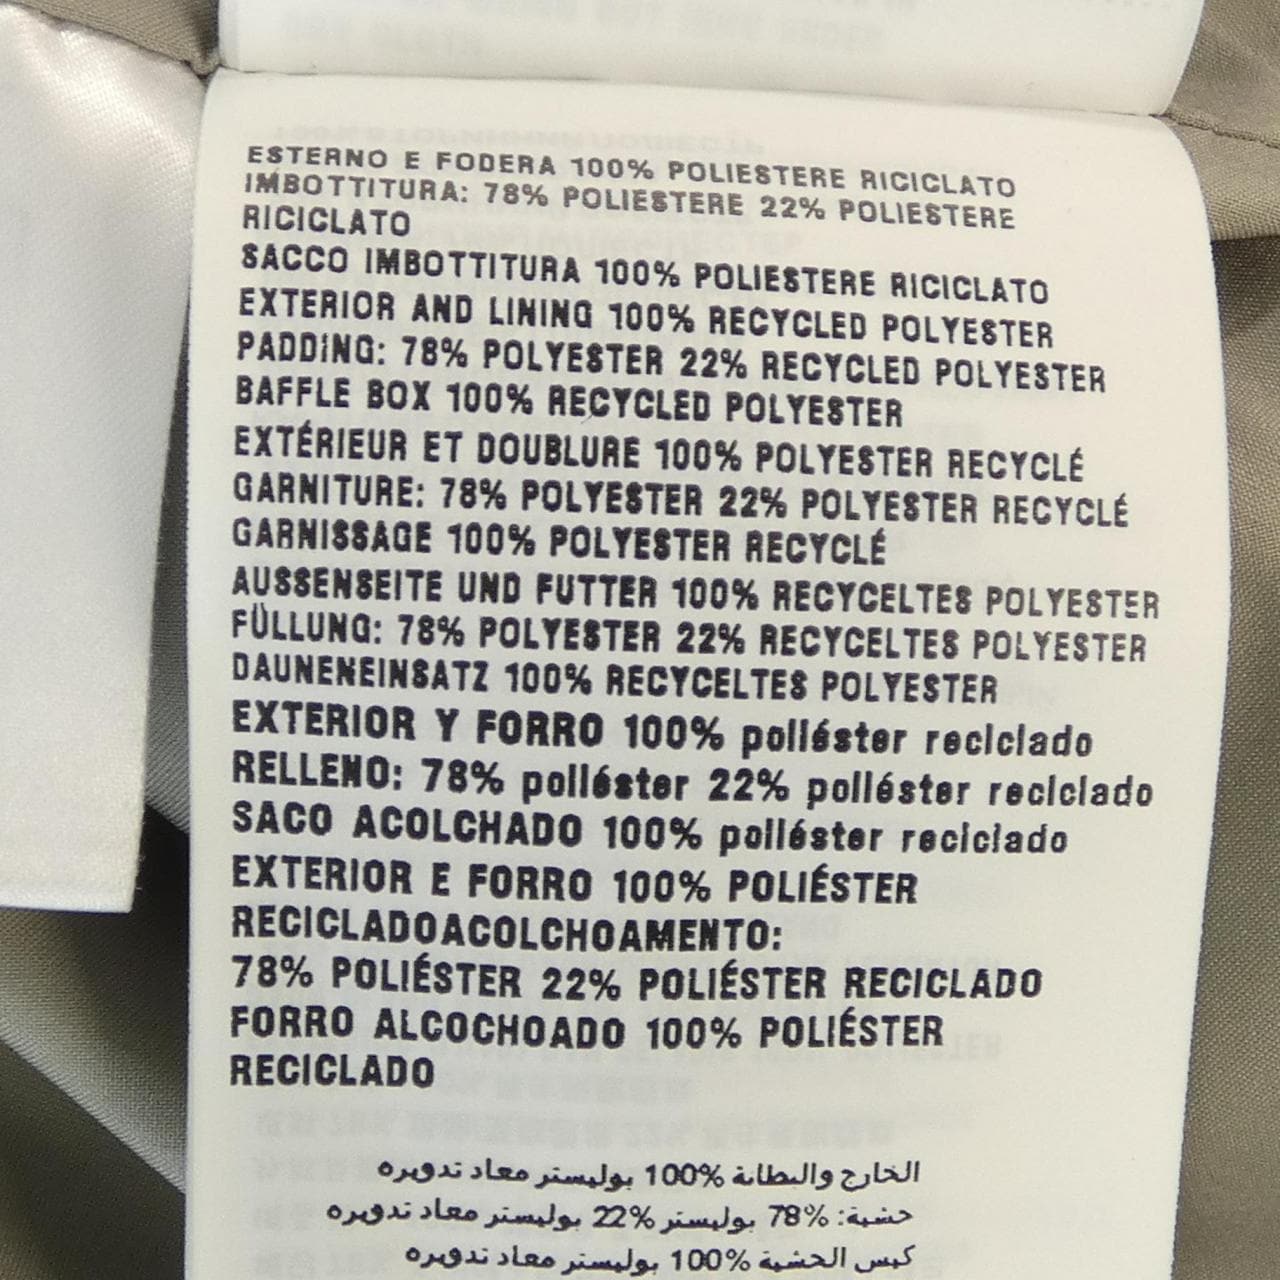 ESTERNO E FODERA 100% POLIESTERE RICICLATO
IMBOTTITURA: 78% POLIESTERE 22% POLIESTERE
RICICLATO
SACCO IMBOTTITURA 100% POLIESTERE RICICLATO
EXTERIOR AND LINING 100% RECYCLED POLYESTER
PADDING: 78% POLYESTER 22% RECYCLED POLYESTER
BAFFLE BOX 100% RECYCLED POLYESTER
EXTÉRIEUR ET DOUBLURE 100% POLYESTER RECYCLÉ
GARNITURE: 78% POLYESTER 22% POLYESTER RECYCLÉ
GARNISSAGE 100% POLYESTER RECYCLÉ
AUSSENSEITE UND FUTTER 100% RECYCELTES POLYESTER
FÜLLUNG: 78% POLYESTER 22% RECYCELTES POLYESTER
DAUNENEINSATZ 100% RECYCELTES POLYESTER
EXTERIOR Y FORRO 100% poliéster reciclado
RELLENO: 78% poliéster 22% poliéster reciclado
SACO ACOLCHADO 100% poliéster reciclado
EXTERIOR E FORRO 100% POLIÉSTER
RECICLADOACOLCHOAMENTO:
78% POLIÉSTER 22% POLIÉSTER RECICLADO
FORRO ALCOCHOADO 100% POLIÉSTER
RECICLADO
الخارج والبطانة 100% بوليستر معاد تدويره
حشية: 78% بوليستر 22% بوليستر معاد تدويره
كيس الحشية 100% بوليستر معاد تدويره